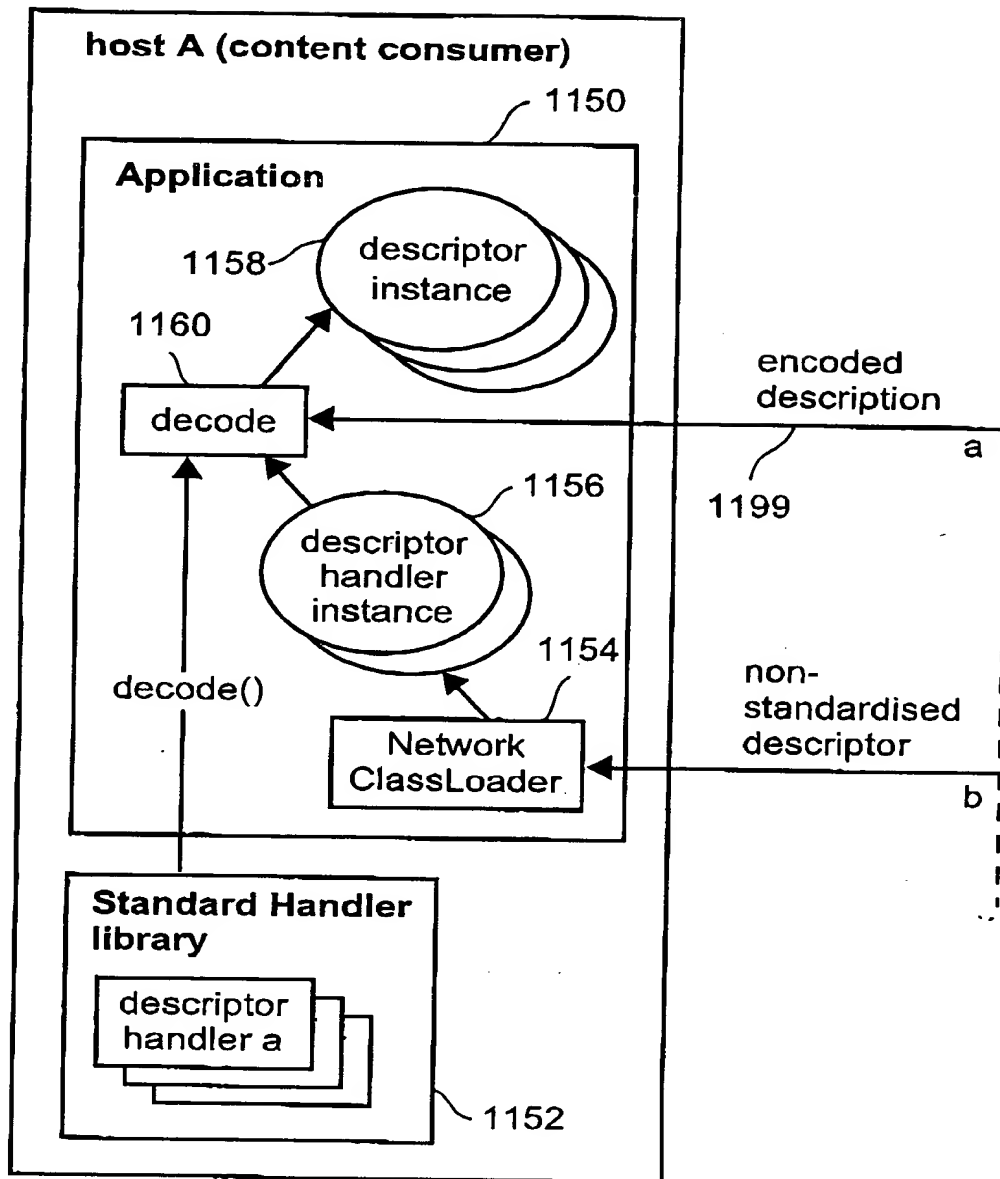 host A (content consumer)
1150
Application
1158
descriptor
instance
1160
decode
encoded
description
a
1199
1156
descriptor
handler
instance
1154
decode()
Network
ClassLoader
non-
standardised
descriptor
b
Standard Handler
library
descriptor
handler a
1152